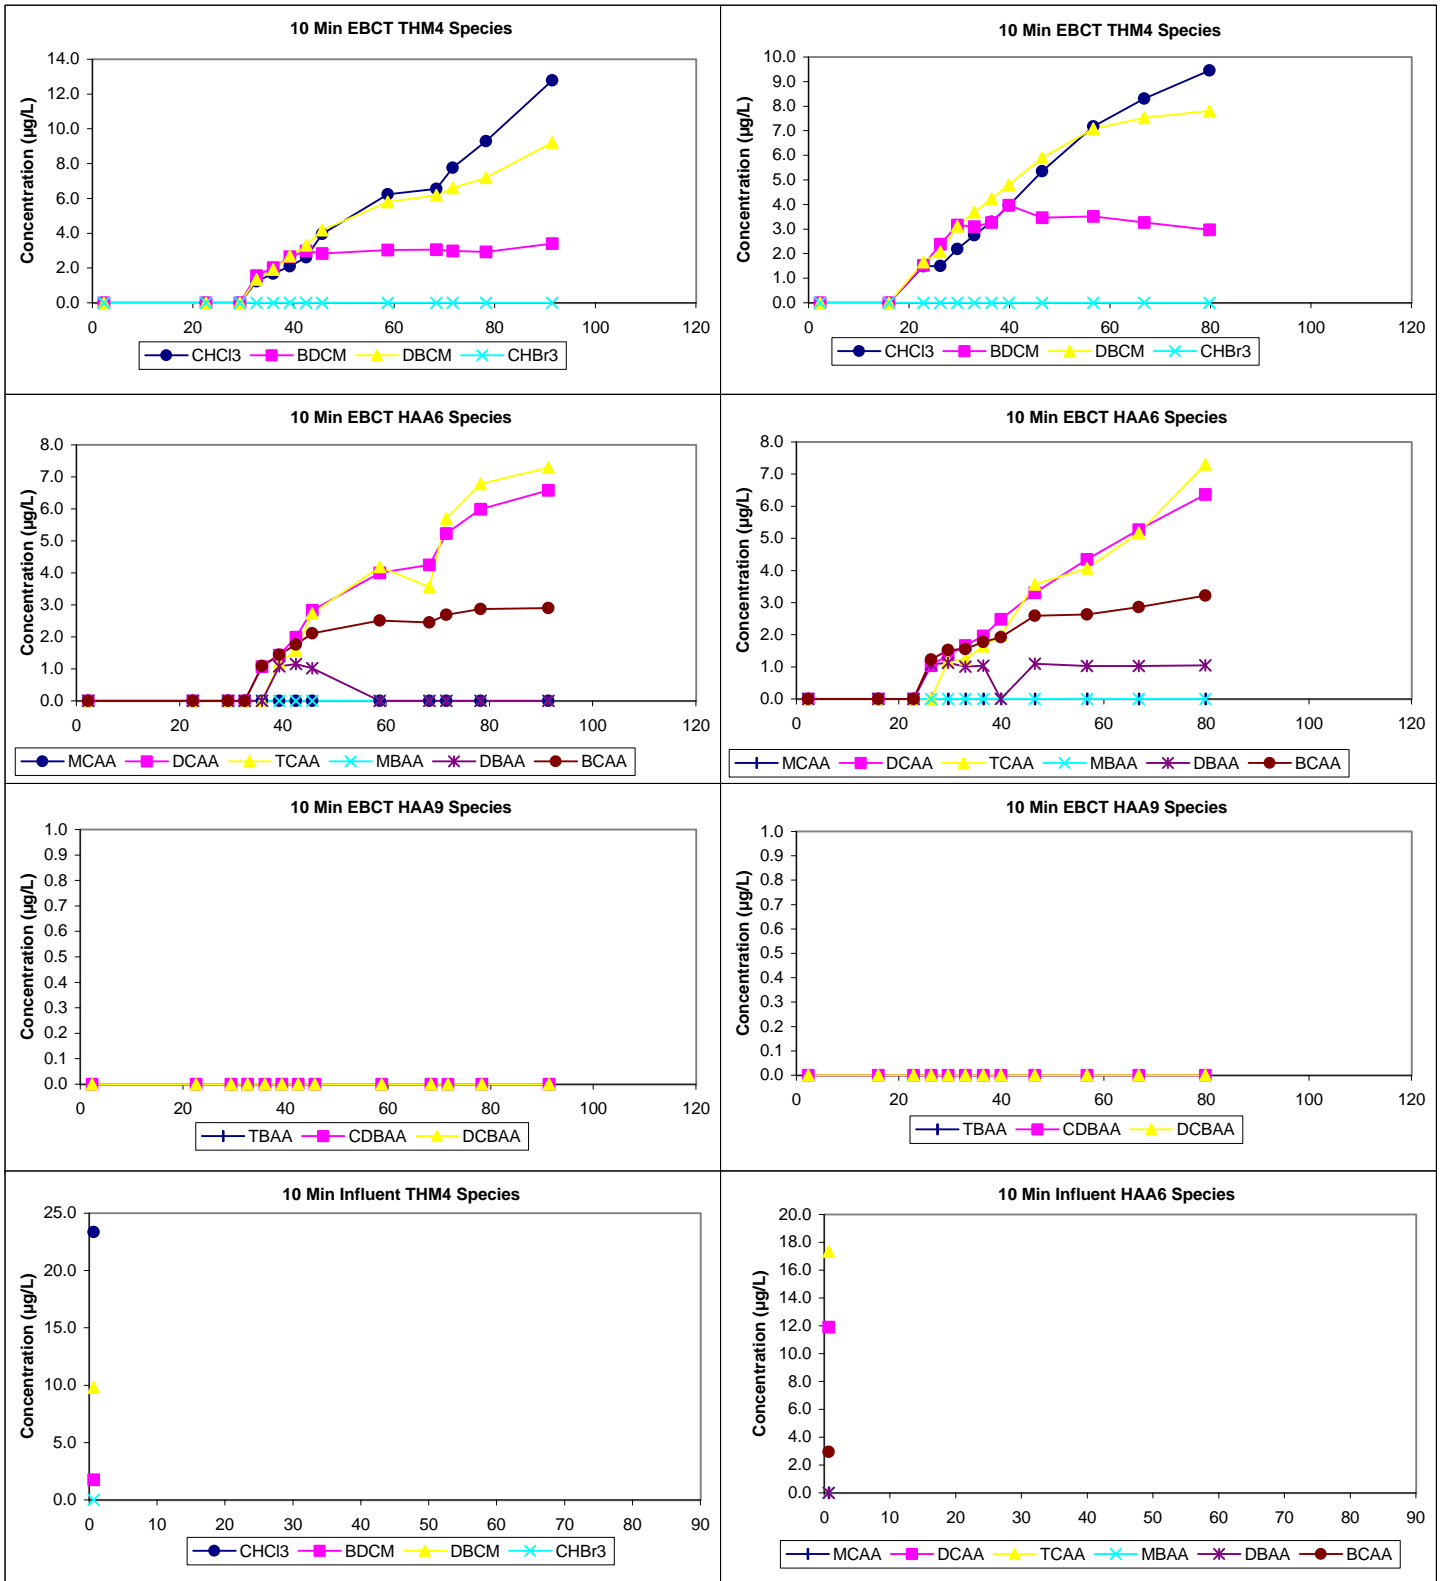 10 Min EBCT THM4 Species
Concentration (µg/L)
14.0
12.0
10.0
8.0
6.0
4.0
2.0
0.0
0 20 40 60 80 100 120
CHCl3 BDCM DBCM CHBr3
10 Min EBCT THM4 Species
Concentration (µg/L)
10.0
9.0
8.0
7.0
6.0
5.0
4.0
3.0
2.0
1.0
0.0
0 20 40 60 80 100 120
CHCl3 BDCM DBCM CHBr3
10 Min EBCT HAA6 Species
Concentration (µg/L)
8.0
7.0
6.0
5.0
4.0
3.0
2.0
1.0
0.0
0 20 40 60 80 100 120
MCAA DCAA TCAA MBAA DBAA BCAA
10 Min EBCT HAA6 Species
Concentration (µg/L)
8.0
7.0
6.0
5.0
4.0
3.0
2.0
1.0
0.0
0 20 40 60 80 100 120
MCAA DCAA TCAA MBAA DBAA BCAA
10 Min EBCT HAA9 Species
Concentration (µg/L)
1.0
0.9
0.8
0.7
0.6
0.5
0.4
0.3
0.2
0.1
0.0
0 20 40 60 80 100 120
TBAA CDBAA DCBAA
10 Min EBCT HAA9 Species
Concentration (µg/L)
1.0
0.9
0.8
0.7
0.6
0.5
0.4
0.3
0.2
0.1
0.0
0 20 40 60 80 100 120
TBAA CDBAA DCBAA
10 Min Influent THM4 Species
Concentration (µg/L)
25.0
20.0
15.0
10.0
5.0
0.0
0 10 20 30 40 50 60 70 80 90
CHCl3 BDCM DBCM CHBr3
10 Min Influent HAA6 Species
Concentration (µg/L)
20.0
18.0
16.0
14.0
12.0
10.0
8.0
6.0
4.0
2.0
0.0
0 10 20 30 40 50 60 70 80 90
MCAA DCAA TCAA MBAA DBAA BCAA